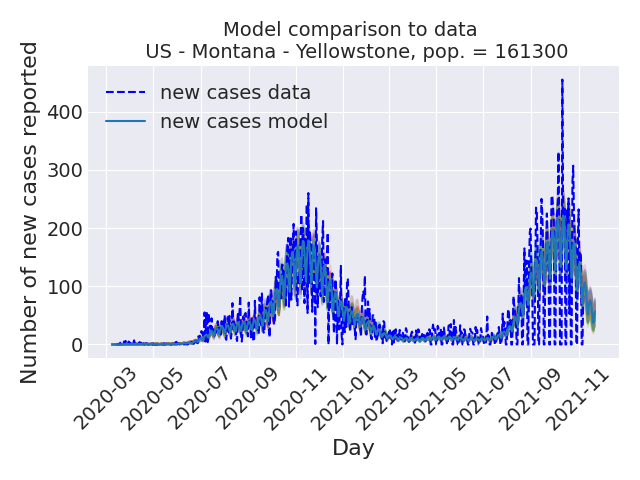 Model comparison to data
US - Montana - Yellowstone, pop. = 161300
Number of new cases reported
400
300
200
100
0
new cases data
new cases model
2020-03
2020-05
2020-07
2020-09
2020-11
2021-01
2021-03
2021-05
2021-07
2021-09
2021-11
Day